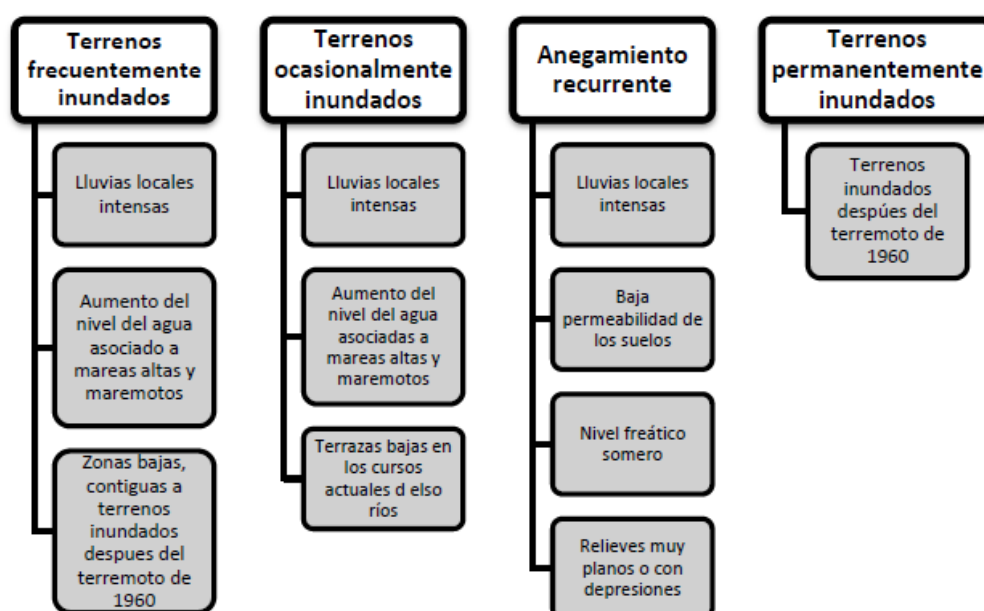 Terrenos
frecuentemente
inundados
Lluvias locales
intensas
Aumento del
nivel del agua
asociado a
mareas altas y
maremotos
Zonas bajas,
contiguas a
terrenos
inundados
despues del
terremoto de
1960
Terrenos
ocasionalmente
inundados
Lluvias locales
intensas
Aumento del
nivel del agua
asociadas a
mareas altas y
maremotos
Terrazas bajas en
los cursos
actuales d elso
ríos
Anegamiento
recurrente
Lluvias locales
intensas
Baja
permeabilidad de
los suelos
Nivel freático
somero
Relieves muy
planos o con
depresiones
Terrenos
permanentemente
inundados
Terrenos
inundados
despúes del
terremoto de
1960